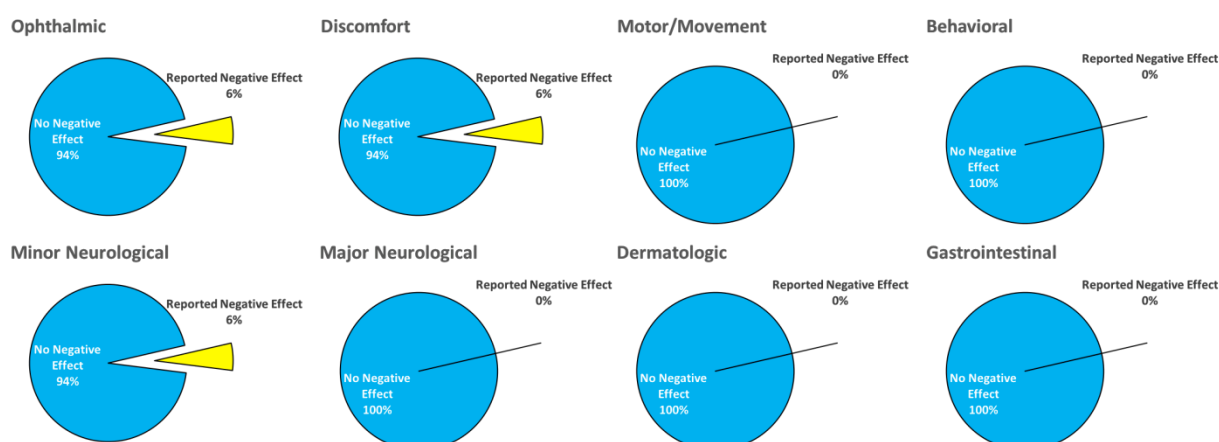 Ophthalmic
Reported Negative Effect
6%
No Negative
Effect
94%
Discomfort
Reported Negative Effect
6%
No Negative
Effect
94%
Motor/Movement
Reported Negative Effect
0%
No Negative
Effect
100%
Behavioral
Reported Negative Effect
0%
No Negative
Effect
100%
Minor Neurological
Reported Negative Effect
6%
No Negative
Effect
94%
Major Neurological
Reported Negative Effect
0%
No Negative
Effect
100%
Dermatologic
Reported Negative Effect
0%
No Negative
Effect
100%
Gastrointestinal
Reported Negative Effect
0%
No Negative
Effect
100%